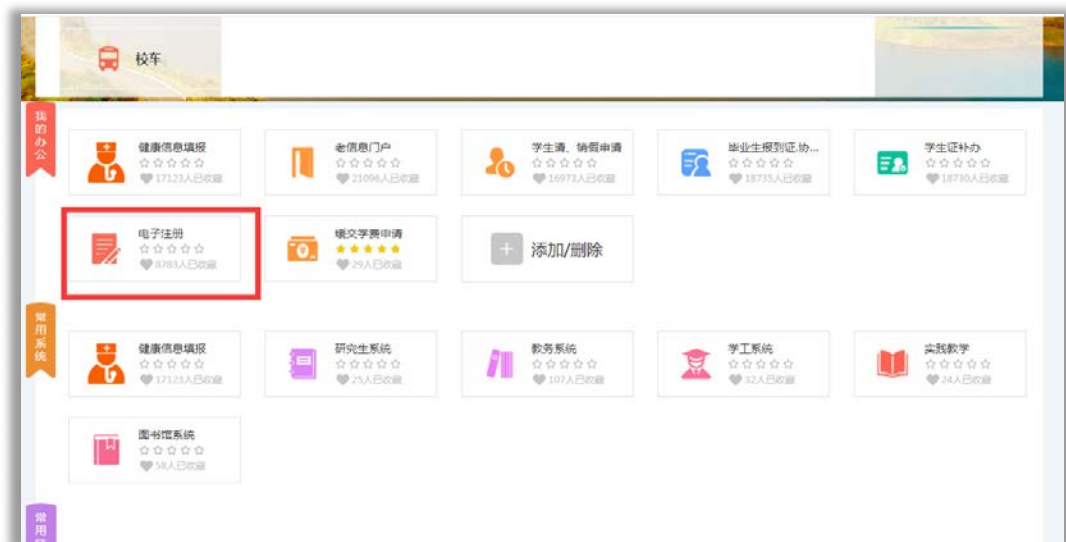 校车
我的办公
健康信息填报
17123人已收藏
老信息门户
21096人已收藏
学生请、销假申请
16973人已收藏
毕业生报到证.协...
18735人已收藏
学生证补办
18730人已收藏
电子注册
8783人已收藏
缓交学费申请
29人已收藏
添加/删除
常用系统
健康信息填报
17123人已收藏
研究生系统
25人已收藏
教务系统
107人已收藏
学工系统
32人已收藏
实践教学
24人已收藏
图书馆系统
58人已收藏
常用